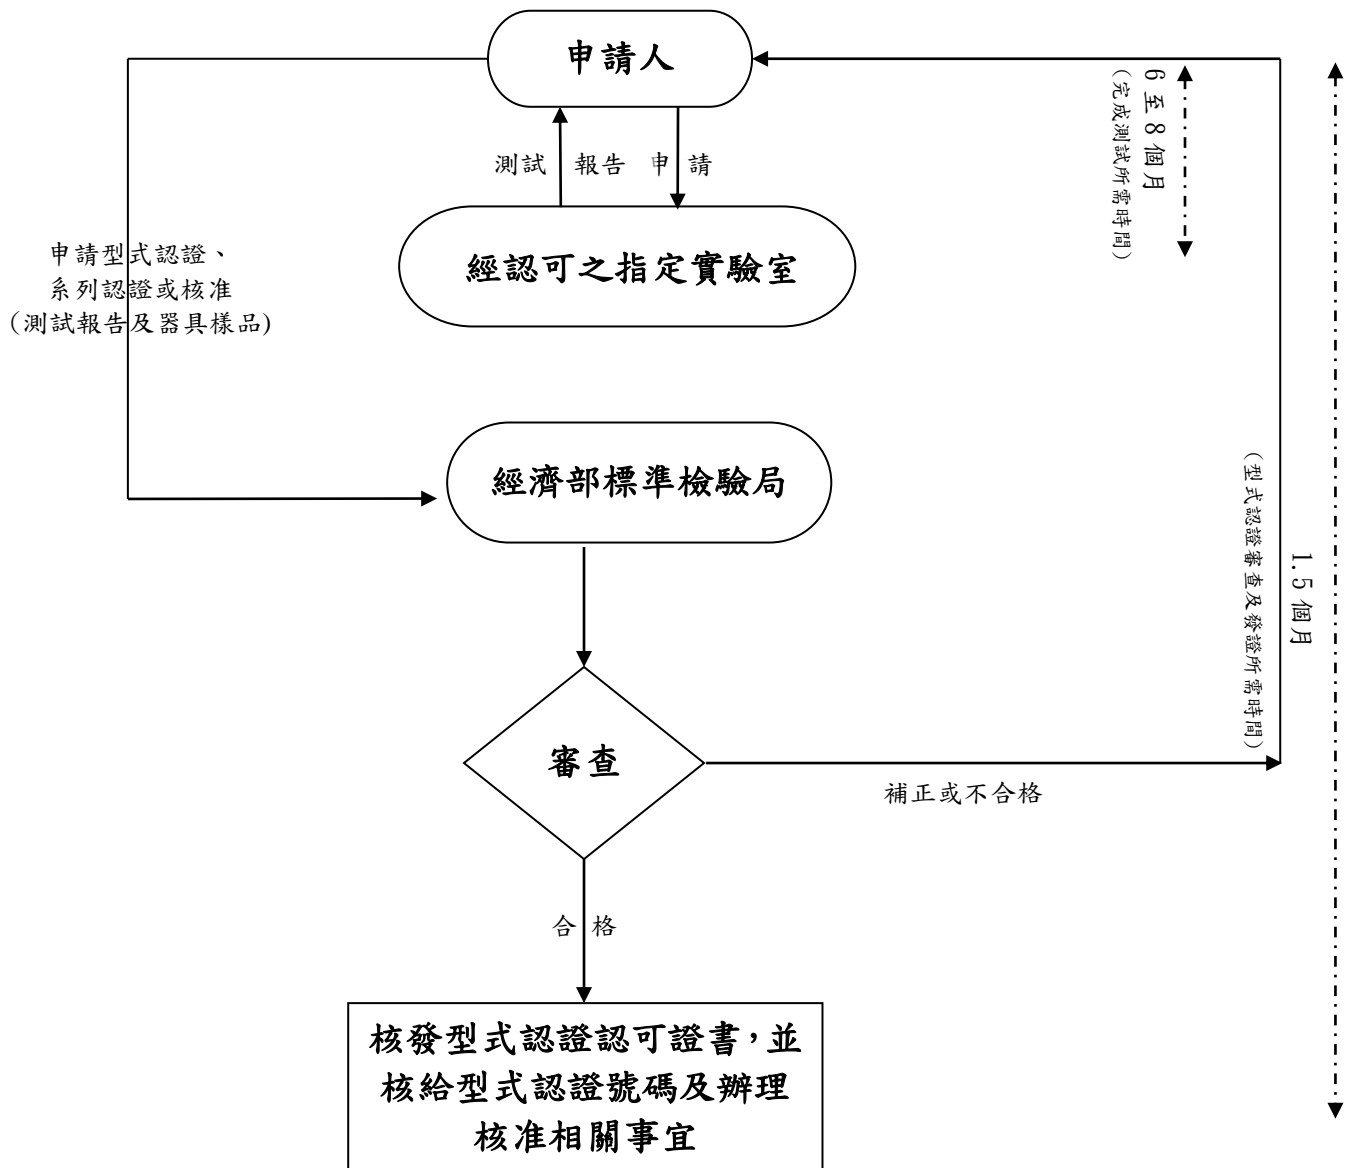 申請人
測試 報告 申 請
經認可之指定實驗室
6 至 8 個月
(完成測試所需時間)
申請型式認證、
系列認證或核准
(測試報告及器具樣品)
經濟部標準檢驗局
1.5 個月
(型式認證審查及發證所需時間)
審查
補正或不合格
合 格
核發型式認證認可證書，並
核給型式認證號碼及辦理
核准相關事宜